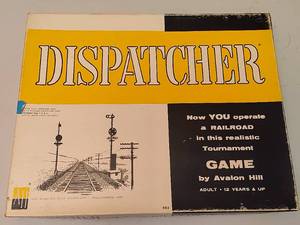 DISPATCHER
Now YOU operate
a RAILROAD
in this realistic
Tournament
GAME
by Avalon Hill
ADULT · 12 YEARS & UP